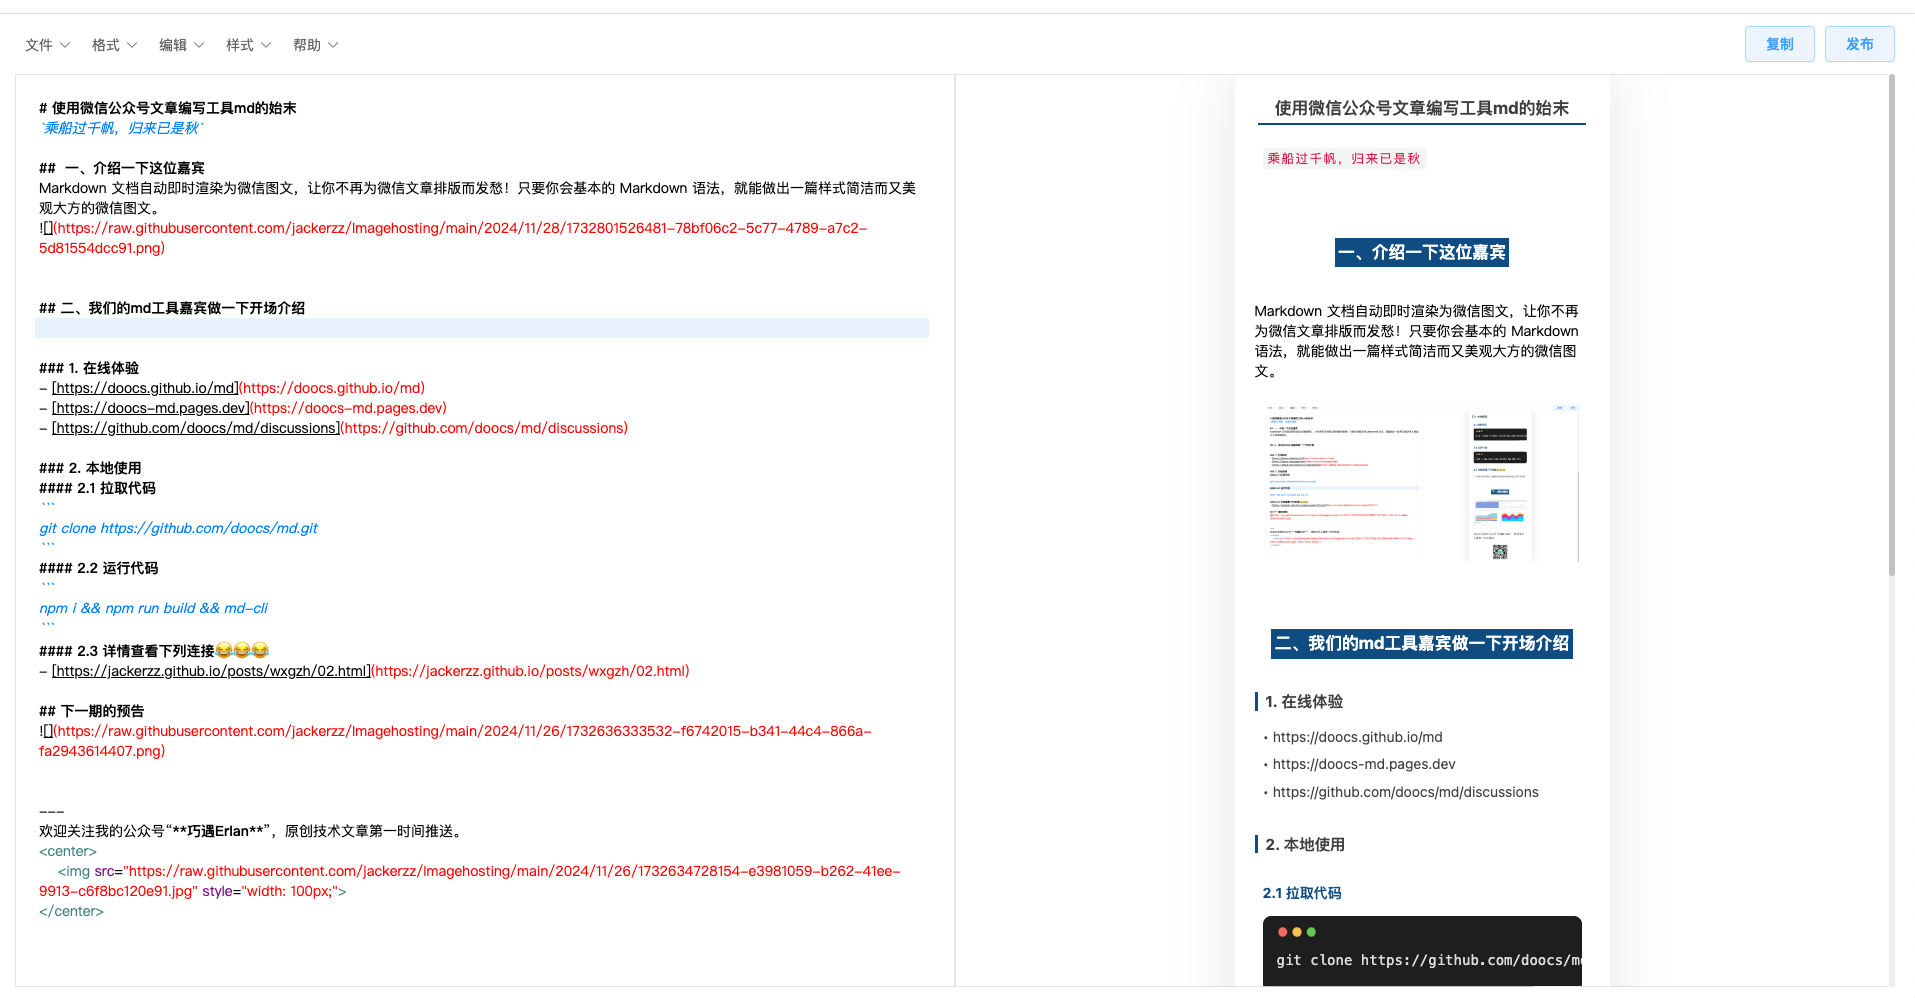 文件 格式 编辑 样式 帮助 复制 发布
# 使用微信公众号文章编写工具md的始末
`乘船过千帆，归来已是秋`
## 一、介绍一下这位嘉宾
Markdown 文档自动即时渲染为微信图文，让你不再为微信文章排版而发愁！只要你会基本的 Markdown 语法，就能做出一篇样式简洁而又美
观大方的微信图文。
![](https://raw.githubusercontent.com/jackerzz/Imagehosting/main/2024/11/28/1732801526481-78bf06c2-5c77-4789-a7c2-
5d81554dcc91.png)
## 二、我们的md工具嘉宾做一下开场介绍
### 1. 在线体验
- [https://doocs.github.io/md](https://doocs.github.io/md)
- [https://doocs-md.pages.dev](https://doocs-md.pages.dev)
- [https://github.com/doocs/md/discussions](https://github.com/doocs/md/discussions)
### 2. 本地使用
#### 2.1 拉取代码
```
git clone https://github.com/doocs/md.git
```
#### 2.2 运行代码
```
npm i && npm run build && md-cli
```
#### 2.3 详情查看下列连接😂😂😂
- [https://jackerzz.github.io/posts/wxgzh/02.html](https://jackerzz.github.io/posts/wxgzh/02.html)
## 下一期的预告
![](https://raw.githubusercontent.com/jackerzz/Imagehosting/main/2024/11/26/1732636333532-f6742015-b341-44c4-866a-
fa2943614407.png)
---
欢迎关注我的公众号“**巧遇Erlan**”，原创技术文章第一时间推送。
<center>
<img src="https://raw.githubusercontent.com/jackerzz/Imagehosting/main/2024/11/26/1732634728154-e3981059-b262-41ee-
9913-c6f8bc120e91.jpg" style="width: 100px;">
</center>
使用微信公众号文章编写工具md的始末
乘船过千帆，归来已是秋
一、介绍一下这位嘉宾
Markdown 文档自动即时渲染为微信图文，让你不再
为微信文章排版而发愁！只要你会基本的 Markdown
语法，就能做出一篇样式简洁而又美观大方的微信图
文。
二、我们的md工具嘉宾做一下开场介绍
1. 在线体验
• https://doocs.github.io/md
• https://doocs-md.pages.dev
• https://github.com/doocs/md/discussions
2. 本地使用
2.1 拉取代码
git clone https://github.com/doocs/m